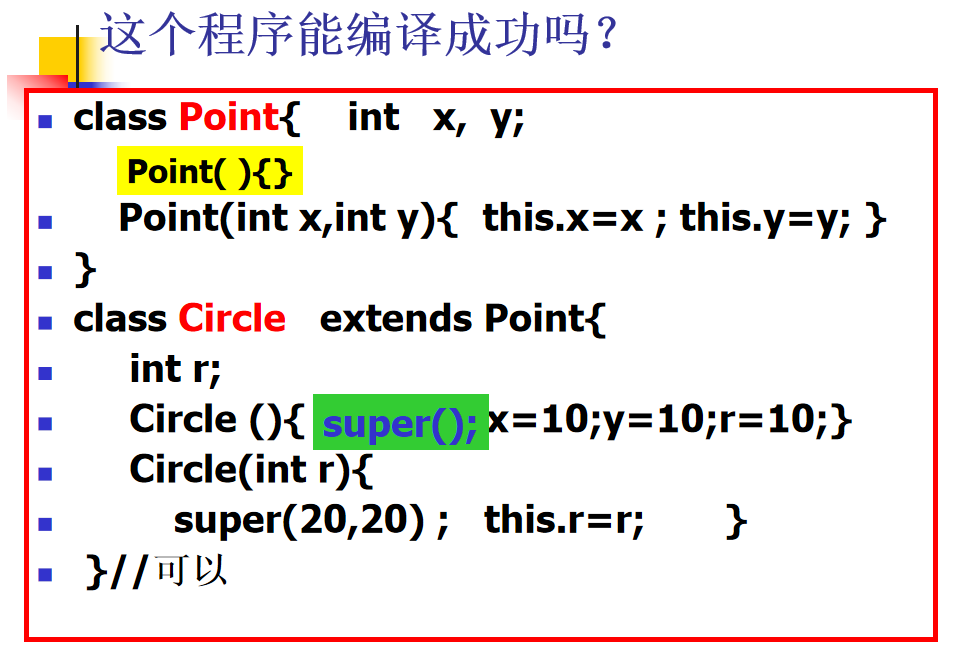 这个程序能编译成功吗?
class Point{ int x, y;
Point( ){}
Point(int x,int y){ this.x=x ; this.y=y; }
}
class Circle extends Point{
int r;
Circle (){ super(); x=10;y=10;r=10;}
Circle(int r){
super(20,20) ; this.r=r; }
}//可以